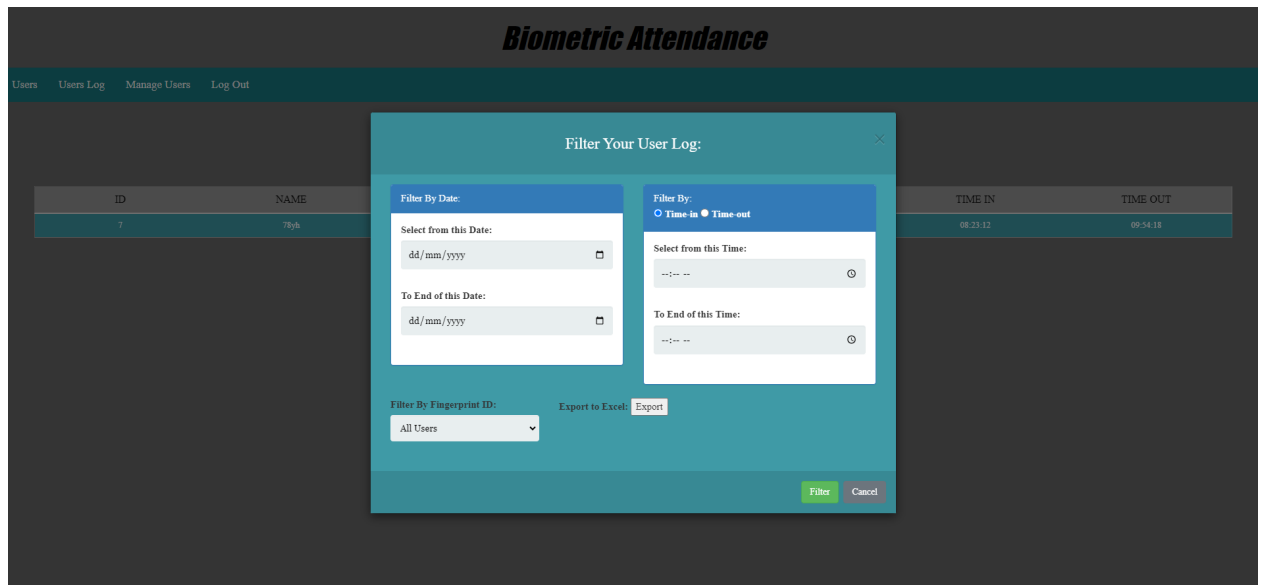 Biometric Attendance
Users Users Log Manage Users Log Out
Filter Your User Log:
×
ID NAME TIME IN TIME OUT
7 78yh 08:23:12 09:54:18
Filter By Date:
Select from this Date:
dd/mm/yyyy
To End of this Date:
dd/mm/yyyy
Filter By:
Time-in Time-out
Select from this Time:
--:-- --
To End of this Time:
--:-- --
Filter By Fingerprint ID:
All Users
Export to Excel: Export
Filter Cancel